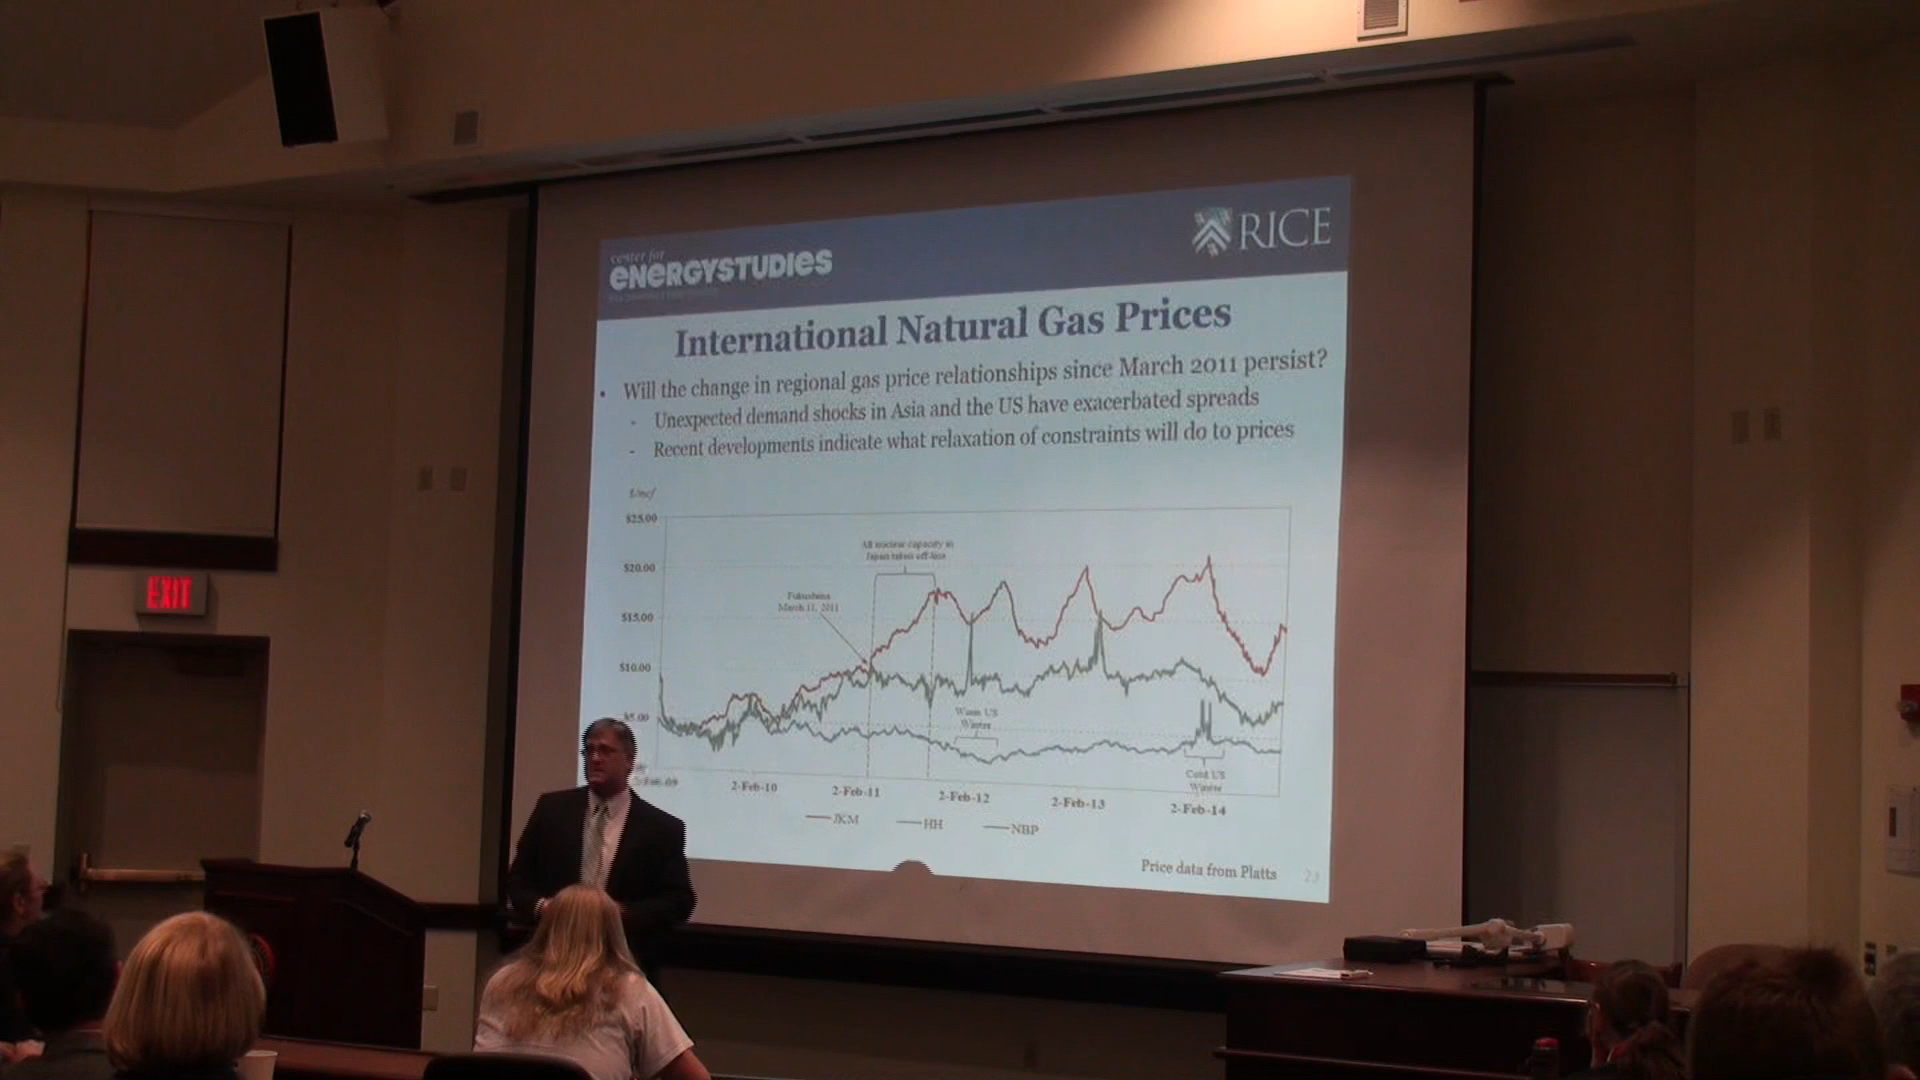 EXIT
center for
eNeRGYSTUDIes
RICE
International Natural Gas Prices
• Will the change in regional gas price relationships since March 2011 persist?
- Unexpected demand shocks in Asia and the US have exacerbated spreads
- Recent developments indicate what relaxation of constraints will do to prices
$/mcf
$25.00
$20.00
$15.00
$10.00
$5.00
All nuclear capacity in
Japan taken off-line
Fukushima
March 11, 2011
Warm US
Winter
Cold US
Winter
2-Feb-10
2-Feb-11
2-Feb-12
2-Feb-13
2-Feb-14
JKM HH NBP
Price data from Platts